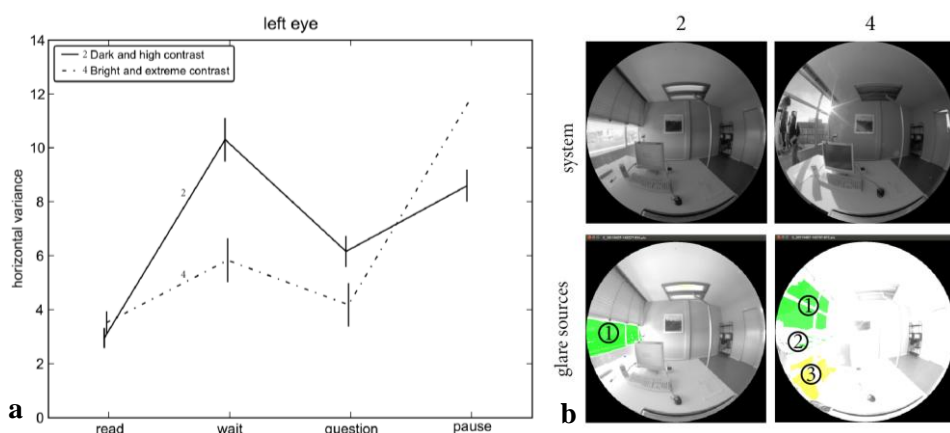 left eye
2 Dark and high contrast
4 Bright and extreme contrast
horizontal variance
14
12
10
8
6
4
2
0
2
4
read
wait
question
pause
a
2
4
system
glare sources
1
1
2
3
b